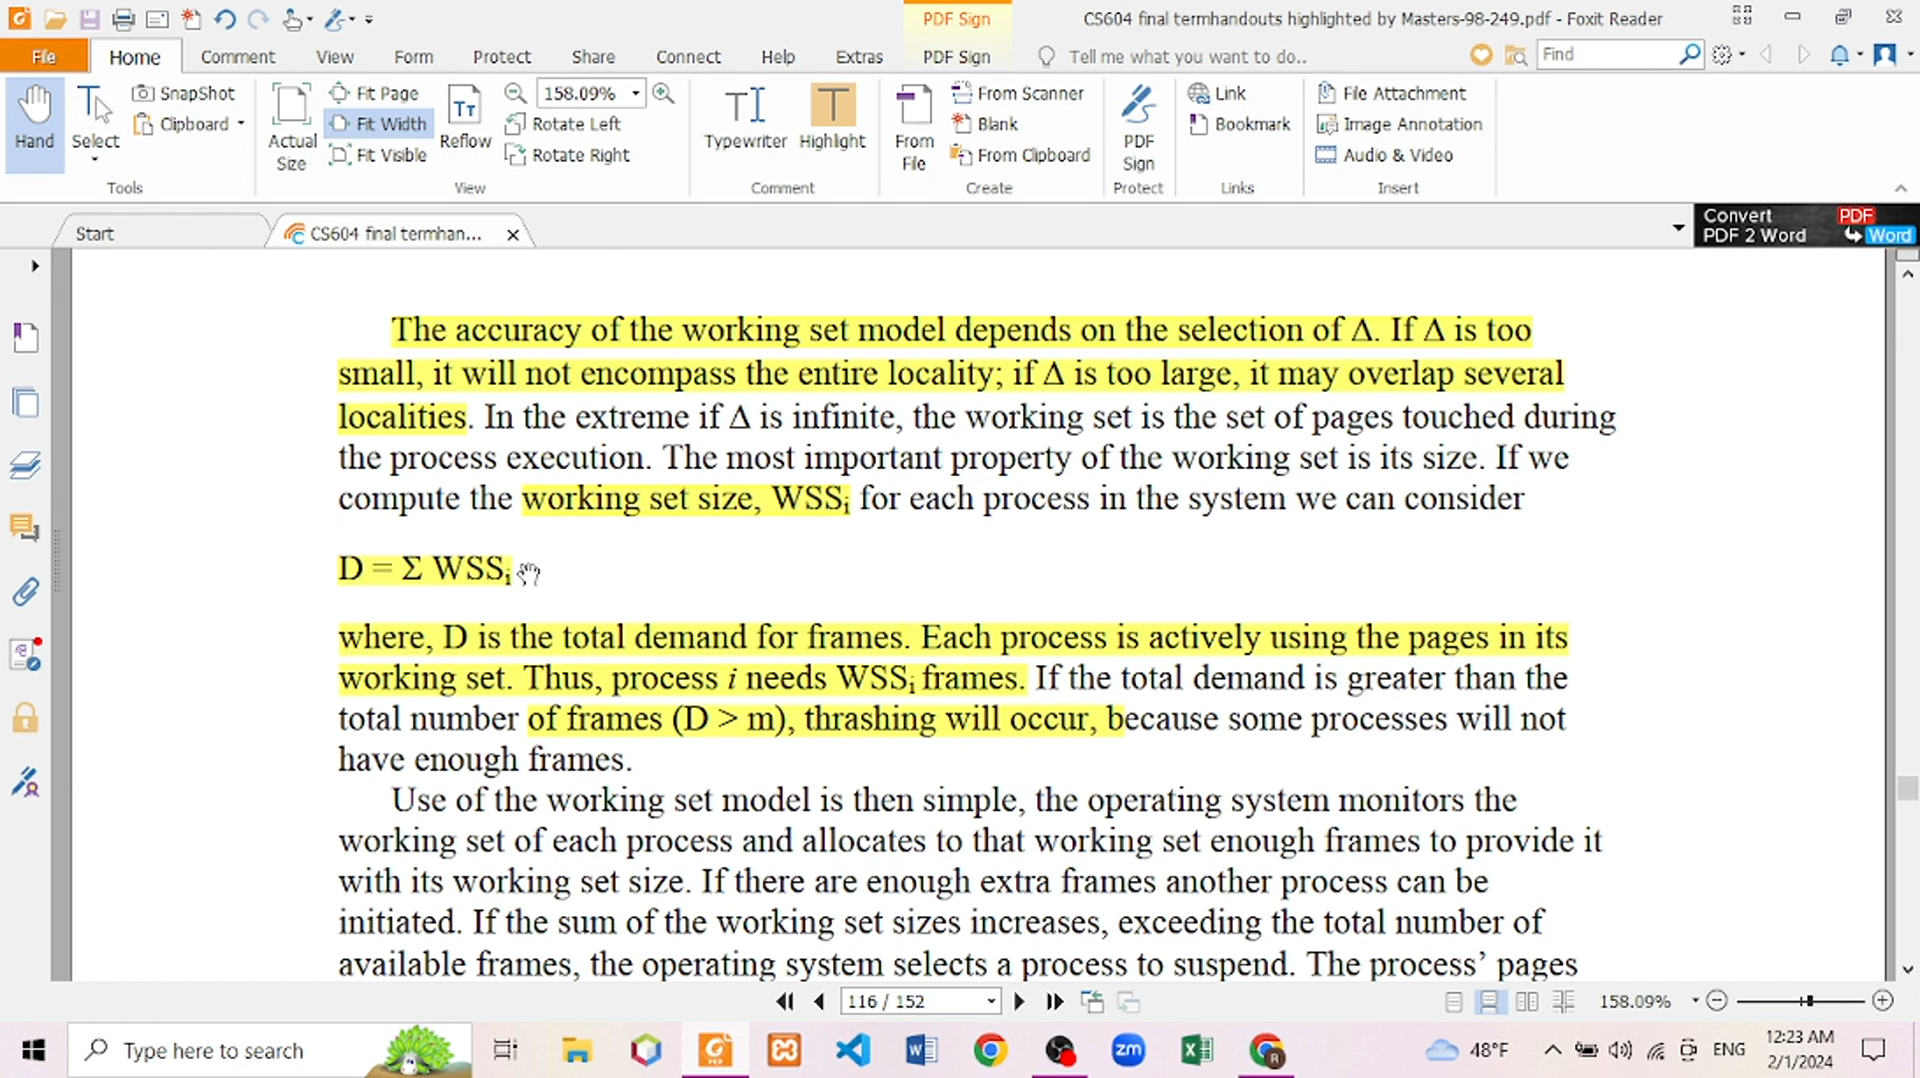 PDF Sign
CS604 final termhandouts highlighted by Masters-98-249.pdf - Foxit Reader
File
Home
Comment
View
Form
Protect
Share
Connect
Help
Extras
PDF Sign
Tell me what you want to do..
Find
Hand
Select
SnapShot
Clipboard
Tools
Actual Size
Fit Page
Fit Width
Fit Visible
Reflow
158.09%
Rotate Left
Rotate Right
View
Typewriter
Highlight
Comment
From File
From Scanner
Blank
From Clipboard
Create
PDF Sign
Protect
Link
Bookmark
Links
File Attachment
Image Annotation
Audio & Video
Insert
Start
CS604 final termhan...
Convert PDF
PDF 2 Word Word
The accuracy of the working set model depends on the selection of Δ. If Δ is too
small, it will not encompass the entire locality; if Δ is too large, it may overlap several
localities. In the extreme if Δ is infinite, the working set is the set of pages touched during
the process execution. The most important property of the working set is its size. If we
compute the working set size, WSSi for each process in the system we can consider
D = Σ WSSi
where, D is the total demand for frames. Each process is actively using the pages in its
working set. Thus, process i needs WSSi frames. If the total demand is greater than the
total number of frames (D > m), thrashing will occur, because some processes will not
have enough frames.
Use of the working set model is then simple, the operating system monitors the
working set of each process and allocates to that working set enough frames to provide it
with its working set size. If there are enough extra frames another process can be
initiated. If the sum of the working set sizes increases, exceeding the total number of
available frames, the operating system selects a process to suspend. The process' pages
116 / 152
158.09%
Type here to search
zm
48°F
ENG
12:23 AM
2/1/2024